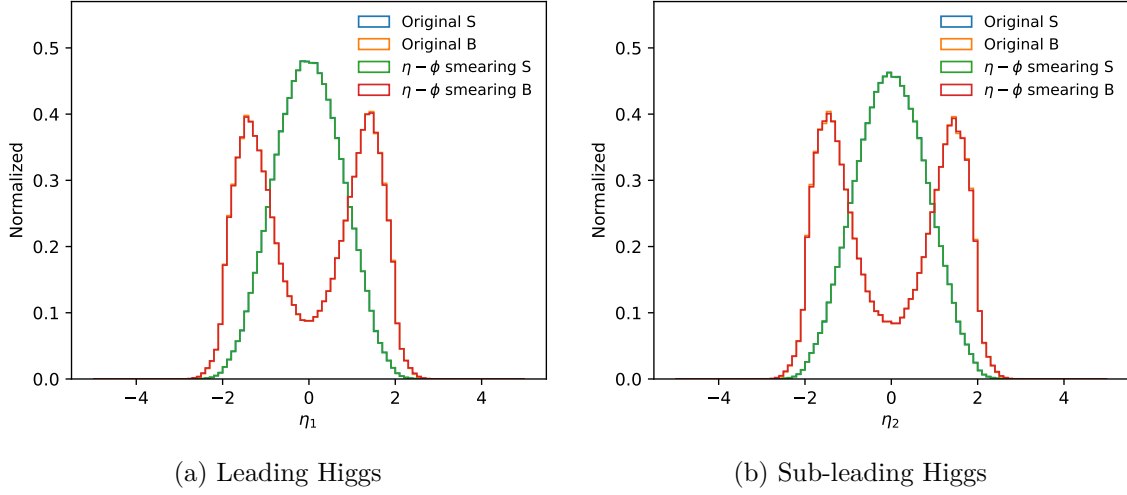 Normalized
0.5
0.4
0.3
0.2
0.1
0.0
Original S
Original B
η − ϕ smearing S
η − ϕ smearing B
−4 −2 0 2 4
η₁
(a) Leading Higgs
Normalized
0.5
0.4
0.3
0.2
0.1
0.0
Original S
Original B
η − ϕ smearing S
η − ϕ smearing B
−4 −2 0 2 4
η₂
(b) Sub-leading Higgs